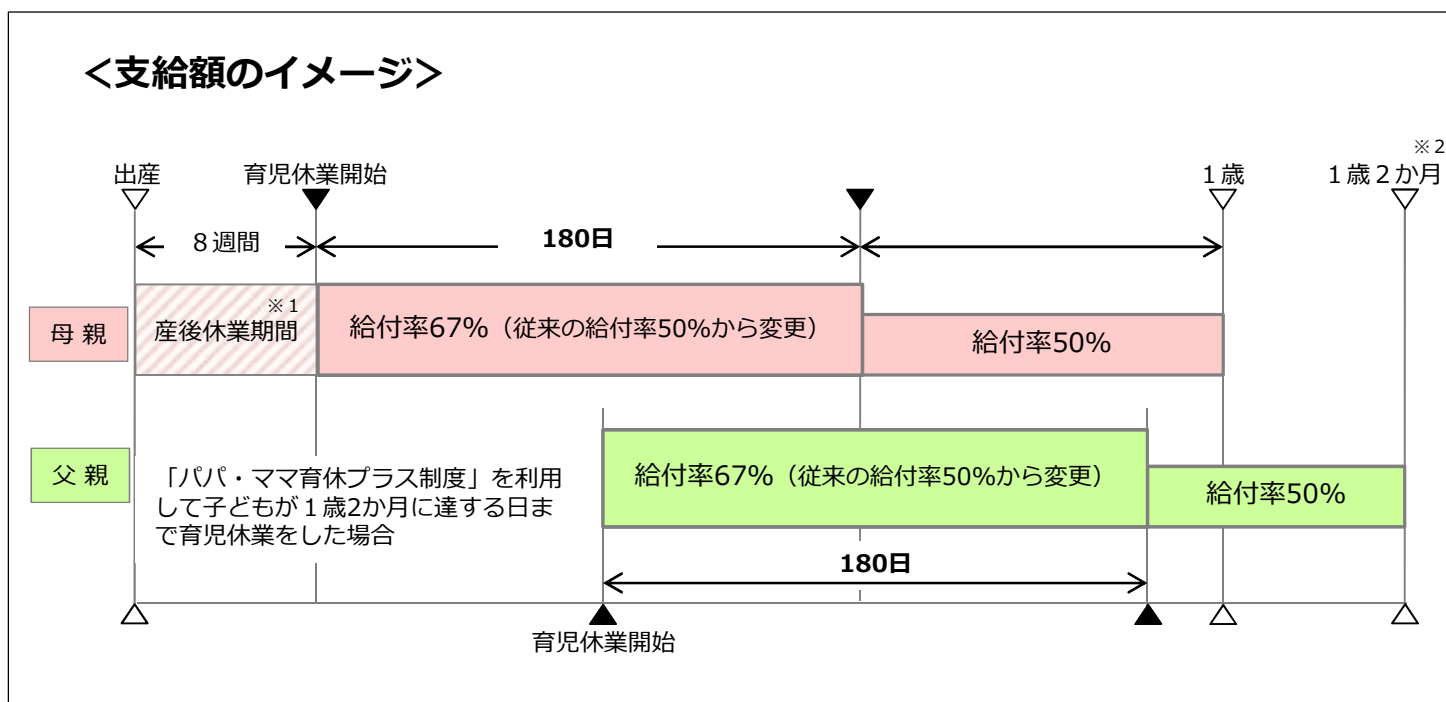 ＜支給額のイメージ＞
※2
出産 育児休業開始 1歳 1歳2か月
8週間 180日
※1
母親 産後休業期間 給付率67%（従来の給付率50%から変更） 給付率50%
父親 給付率67%（従来の給付率50%から変更） 給付率50%
「パパ・ママ育休プラス制度」を利用
して子どもが１歳2か月に達する日ま
で育児休業をした場合
180日
育児休業開始